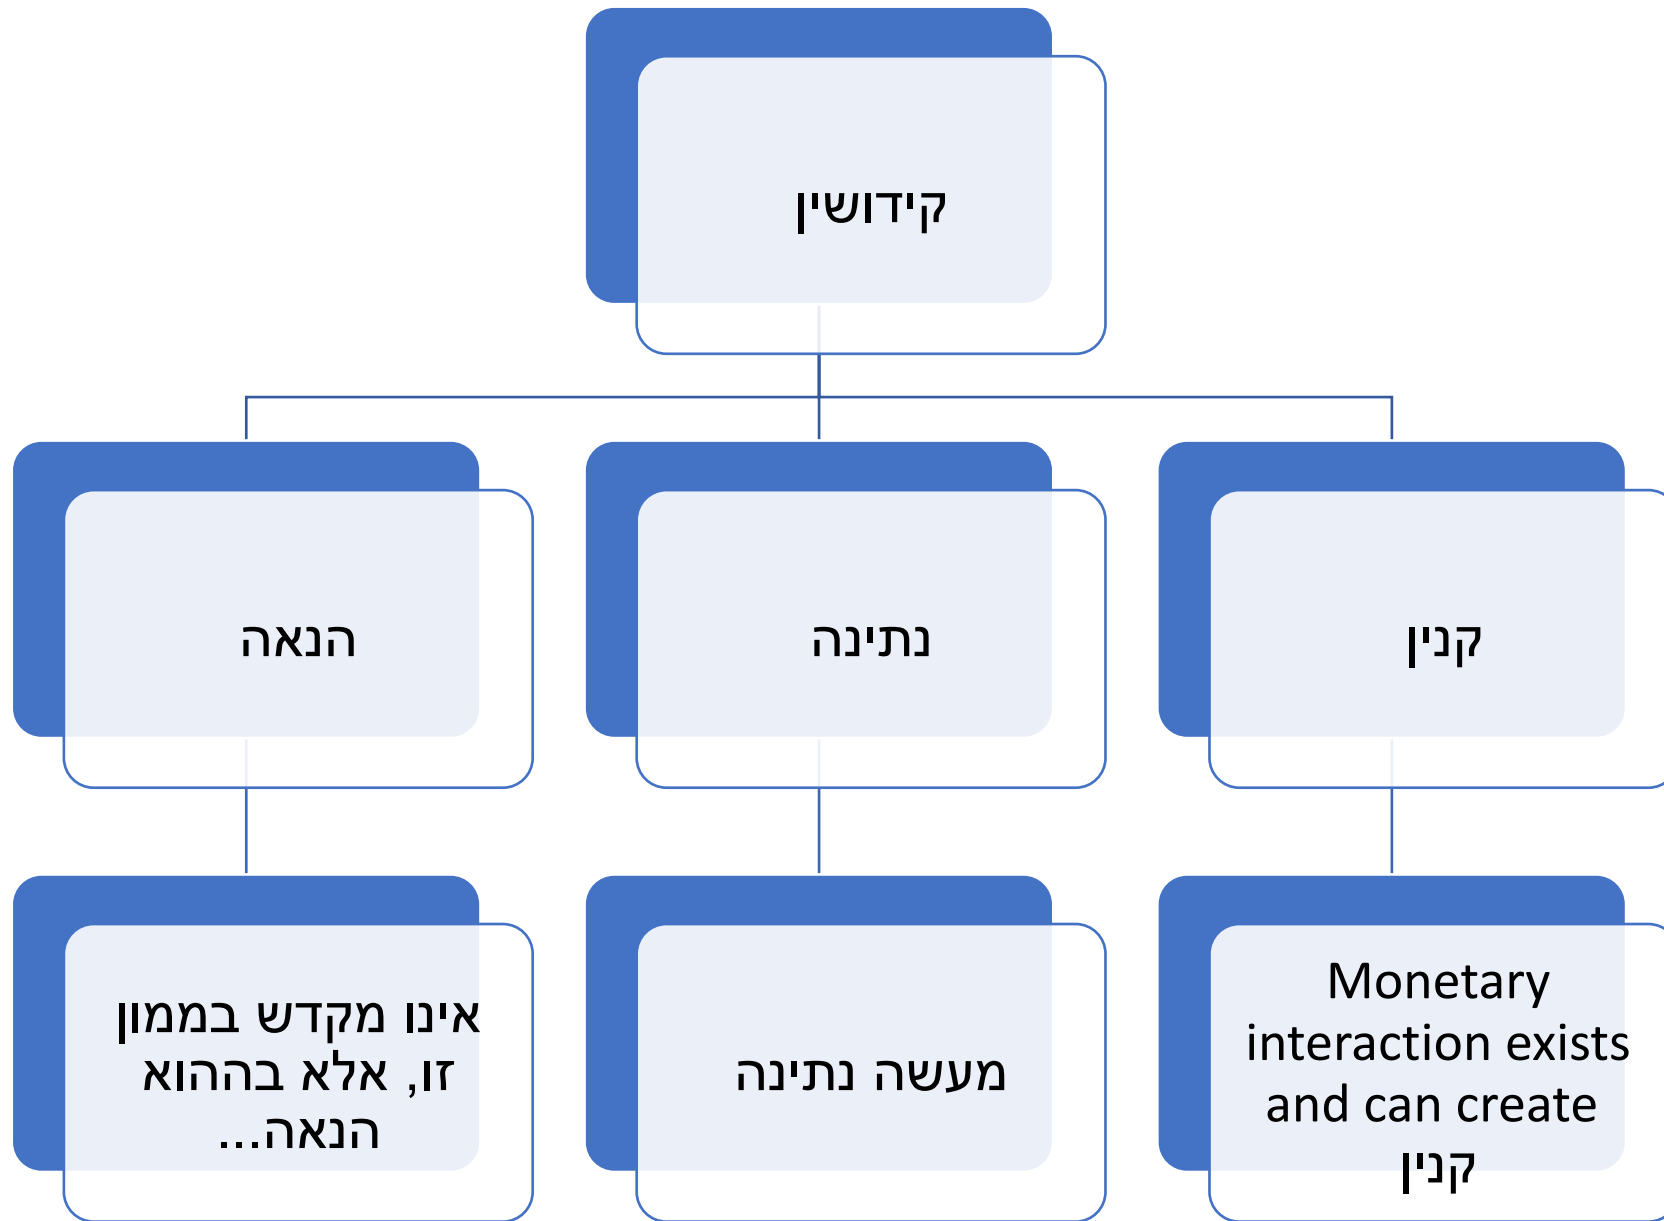 קידושין
קנין
נתינה
הנאה
Monetary
interaction exists
and can create
קנין
מעשה נתינה
אינו מקדש בממון
זו, אלא בההוא
הנאה...